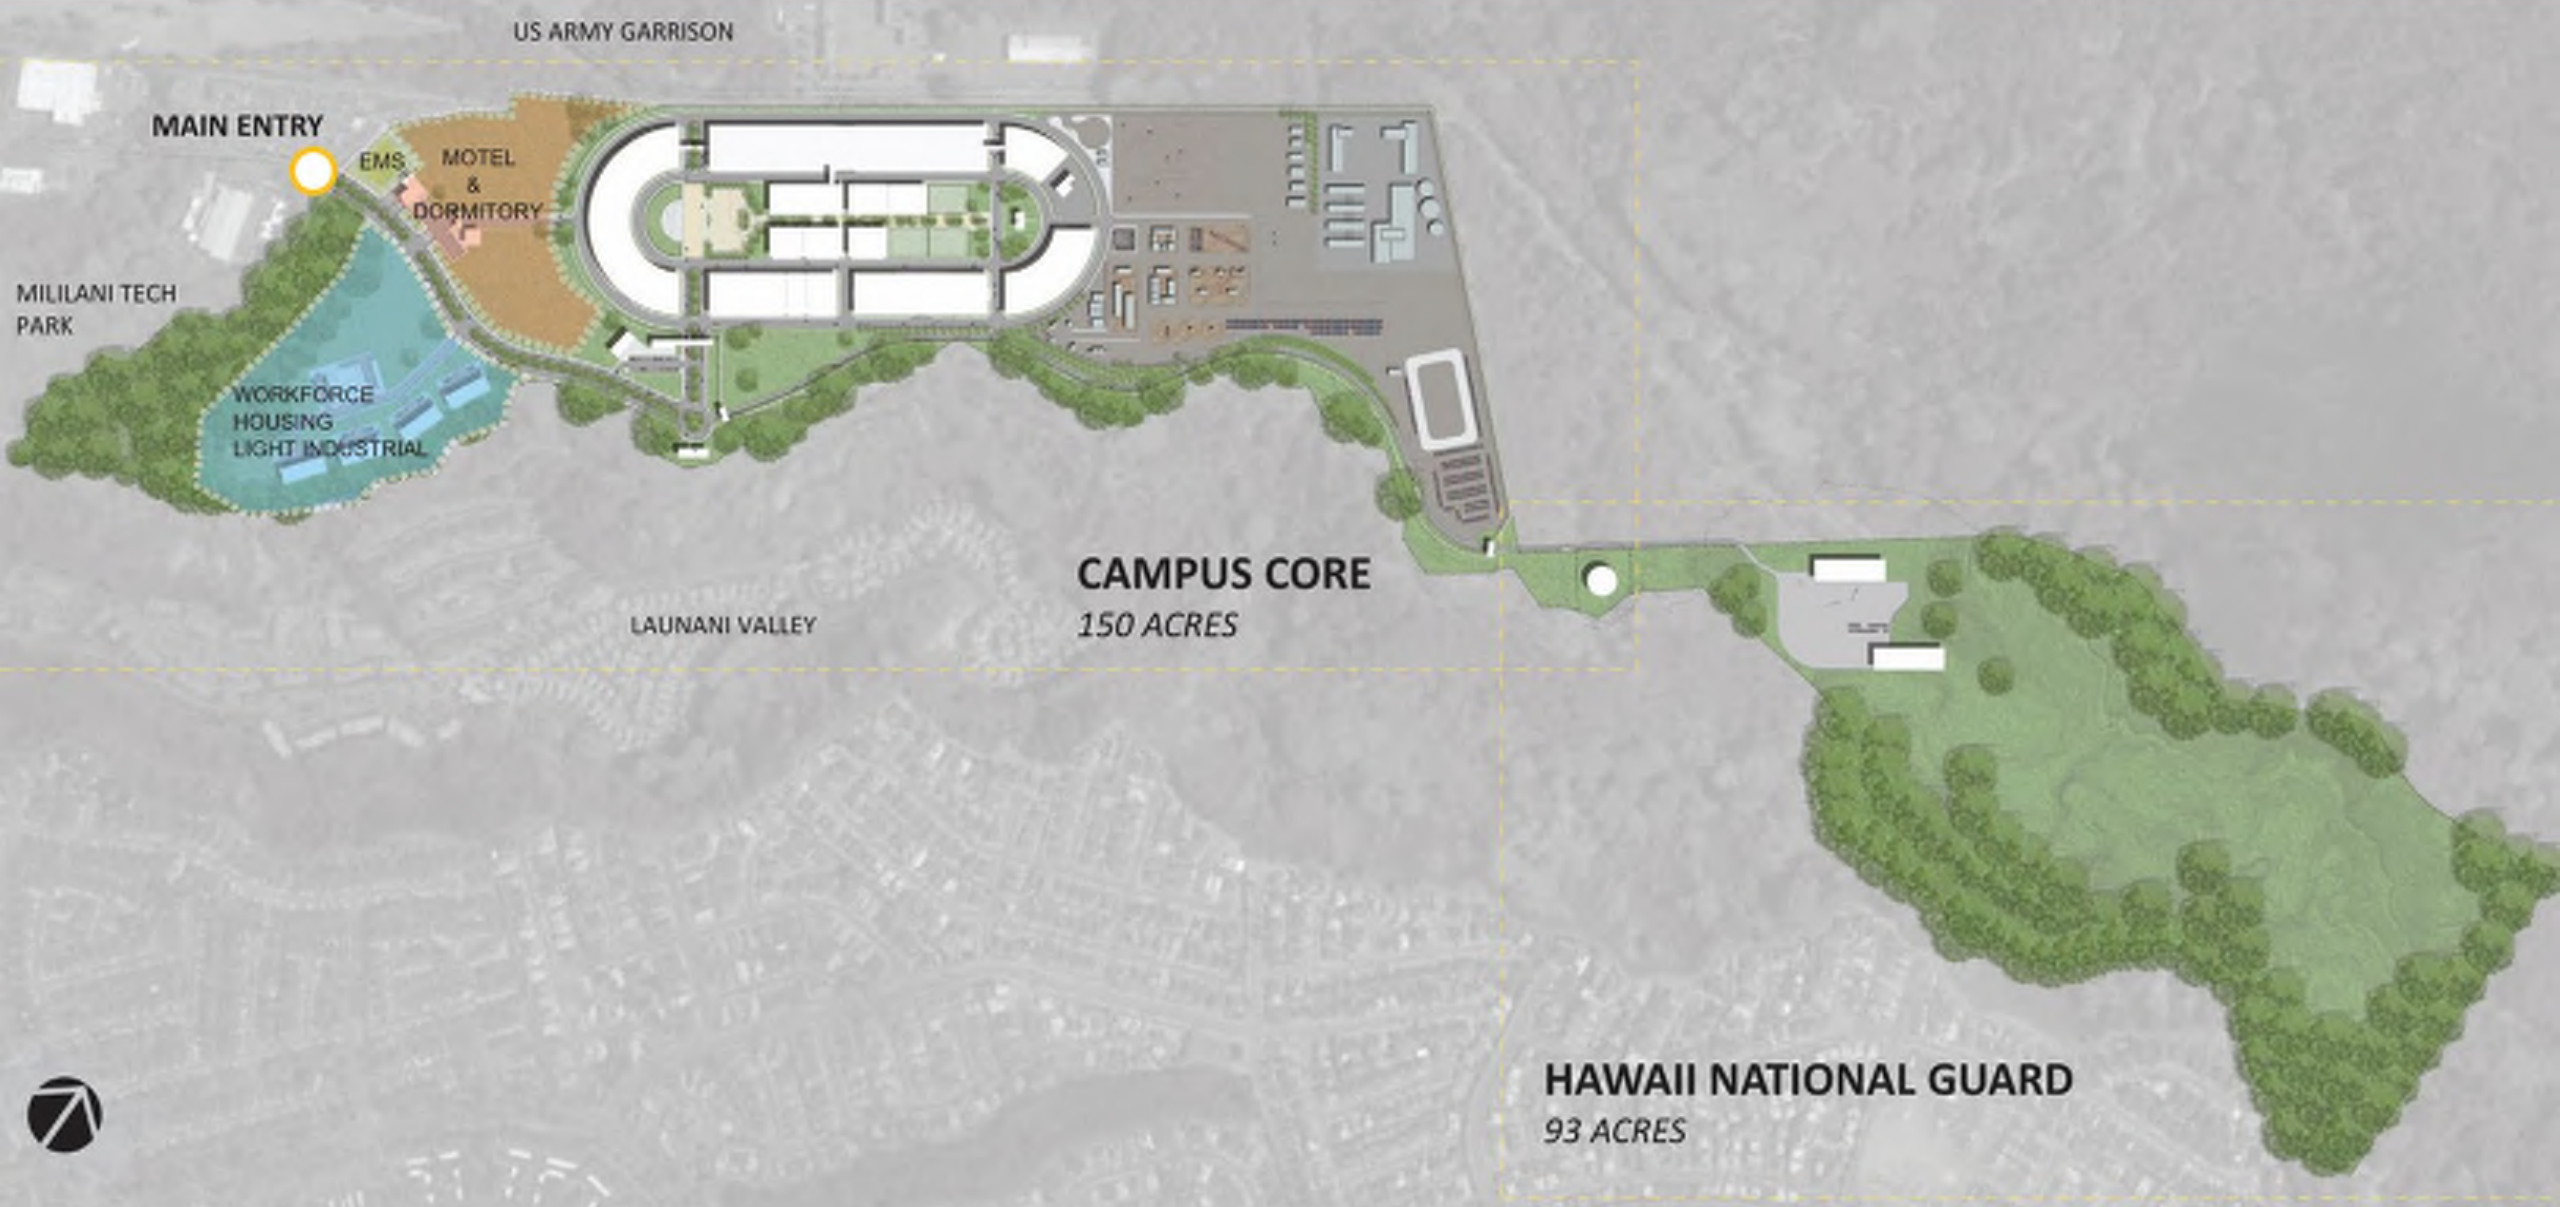 US ARMY GARRISON
MAIN ENTRY
EMS
MOTEL
&
DORMITORY
MILILANI TECH
PARK
WORKFORCE
HOUSING
LIGHT INDUSTRIAL
CAMPUS CORE
150 ACRES
LAUNANI VALLEY
HAWAII NATIONAL GUARD
93 ACRES